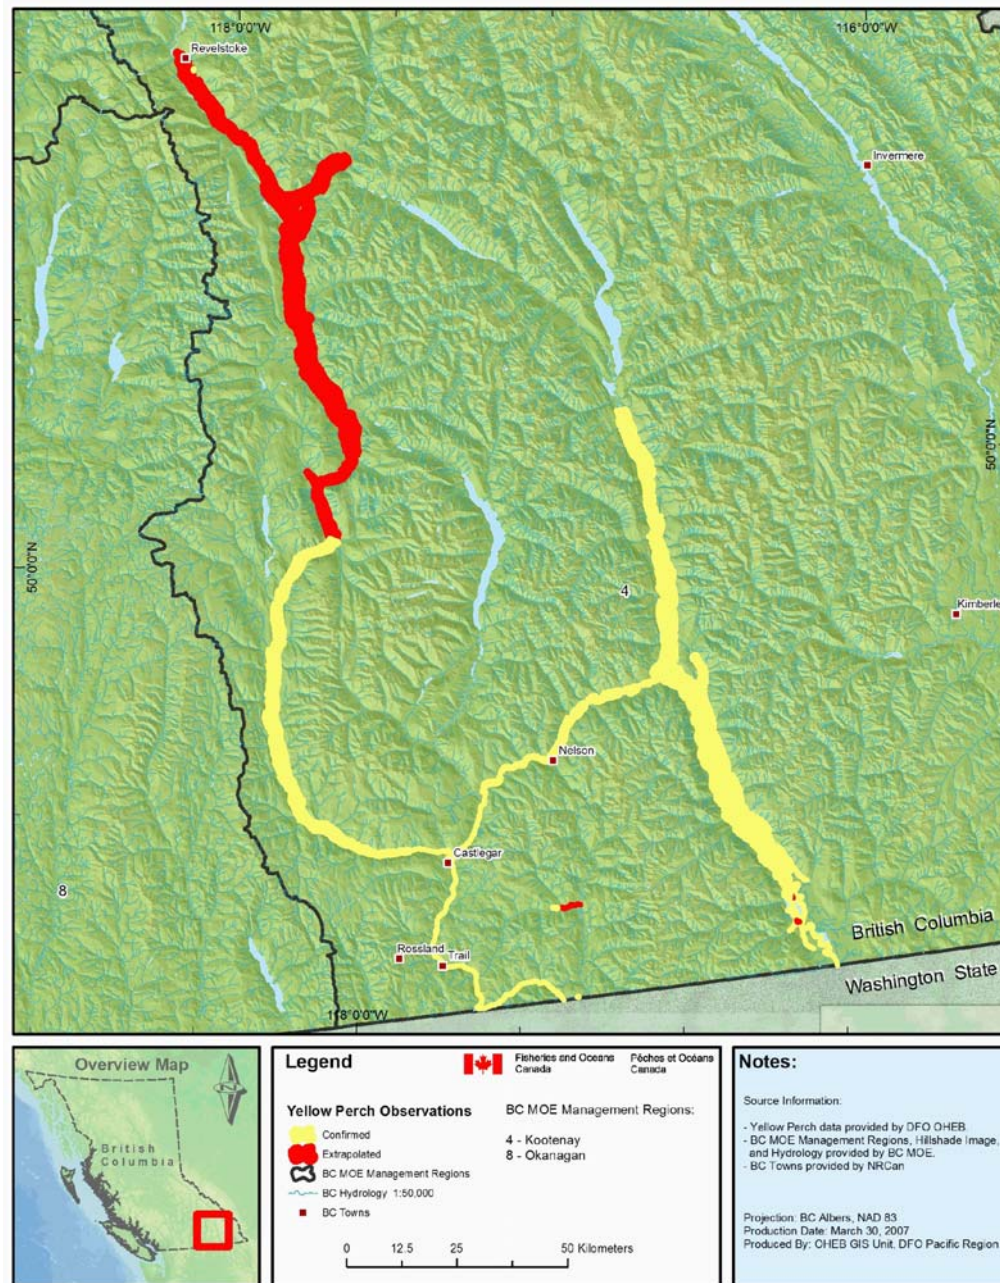 118°0'0"W
116°0'0"W
Revelstoke
Invermere
50°0'0"N
50°0'0"N
4
Kimberle
Nelson
Castlegar
8
Rossland
Trail
British Columbia
Washington State
118°0'0"W
Overview Map
N
British
Columbia
Legend
Fisheries and Oceans
Canada
Pêches et Océans
Canada
Yellow Perch Observations
Confirmed
Extrapolated
BC MOE Management Regions
BC Hydrology 1:50,000
BC Towns
BC MOE Management Regions:
4 - Kootenay
8 - Okanagan
0 12.5 25 50 Kilometers
Notes:
Source Information:
- Yellow Perch data provided by DFO OHEB.
- BC MOE Management Regions, Hillshade Image,
and Hydrology provided by BC MOE.
- BC Towns provided by NRCan
Projection: BC Albers, NAD 83
Production Date: March 30, 2007
Produced By: OHEB GIS Unit, DFO Pacific Region